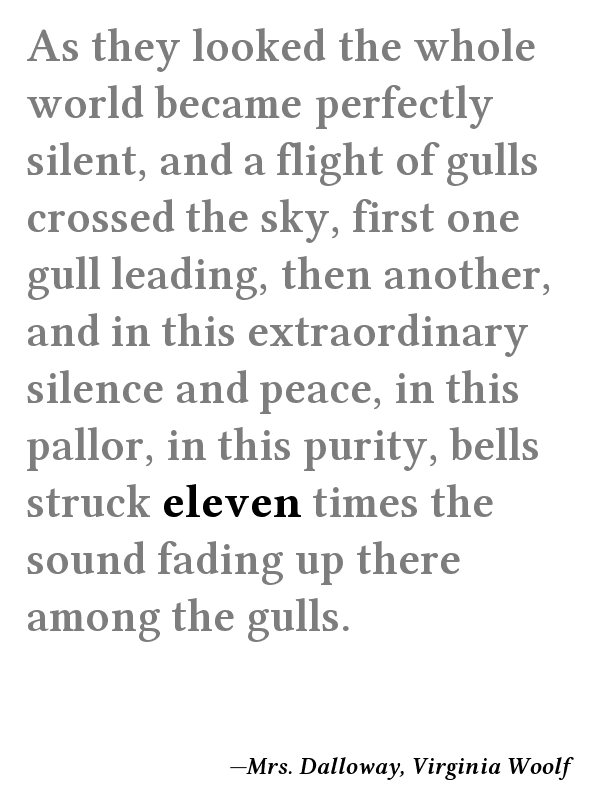 As they looked the whole
world became perfectly
silent, and a flight of gulls
crossed the sky, first one
gull leading, then another,
and in this extraordinary
silence and peace, in this
pallor, in this purity, bells
struck eleven times the
sound fading up there
among the gulls.
—Mrs. Dalloway, Virginia Woolf